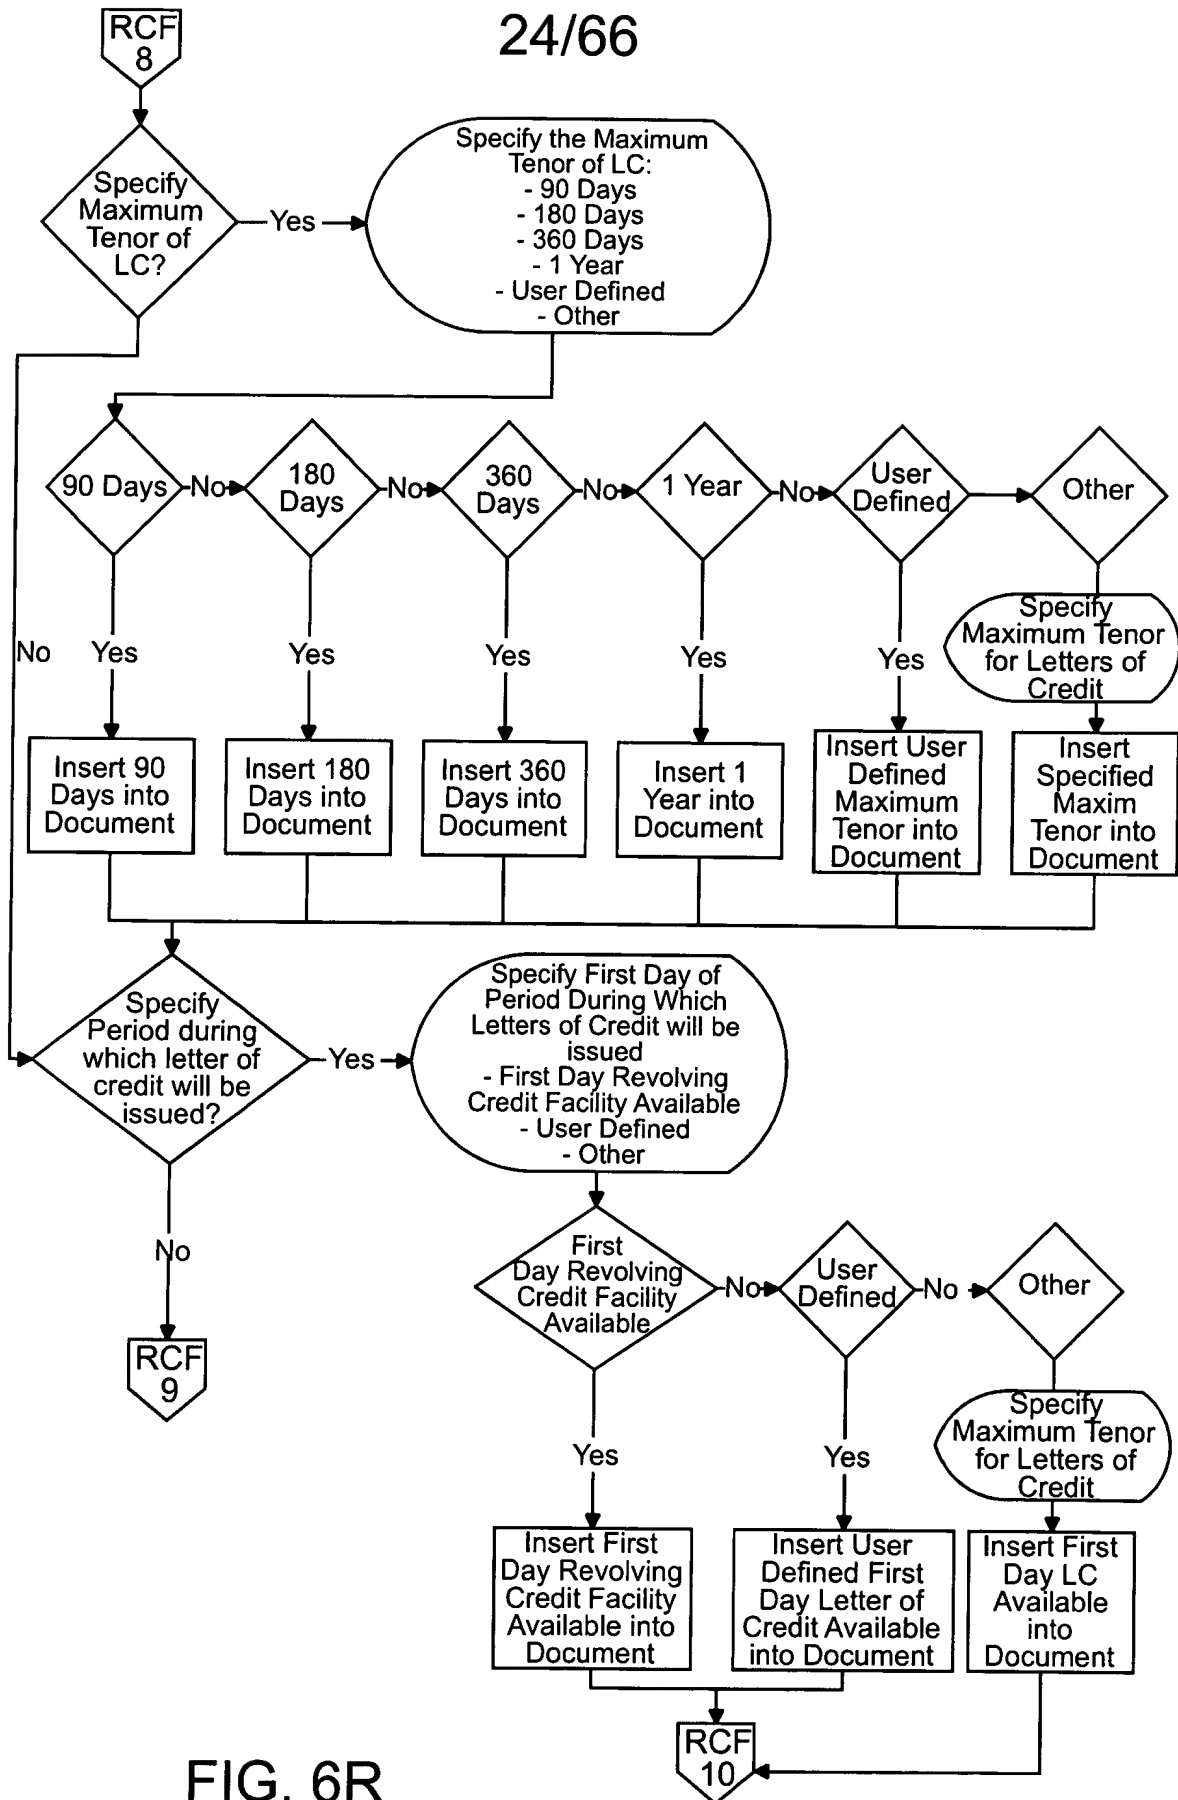 24/66
RCF
8
Specify
Maximum
Tenor of
LC?
Yes
Specify the Maximum
Tenor of LC:
- 90 Days
- 180 Days
- 360 Days
- 1 Year
- User Defined
- Other
90 Days
No
180
Days
No
360
Days
No
1 Year
No
User
Defined
Other
No
Yes
Yes
Yes
Yes
Yes
Specify
Maximum Tenor
for Letters of
Credit
Insert 90
Days into
Document
Insert 180
Days into
Document
Insert 360
Days into
Document
Insert 1
Year into
Document
Insert User
Defined
Maximum
Tenor into
Document
Insert
Specified
Maxim
Tenor into
Document
Specify
Period during
which letter of
credit will be
issued?
Yes
Specify First Day of
Period During Which
Letters of Credit will be
issued
- First Day Revolving
Credit Facility Available
- User Defined
- Other
No
RCF
9
First
Day Revolving
Credit Facility
Available
No
User
Defined
No
Other
Yes
Yes
Specify
Maximum Tenor
for Letters of
Credit
Insert First
Day Revolving
Credit Facility
Available into
Document
Insert User
Defined First
Day Letter of
Credit Available
into Document
Insert First
Day LC
Available
into
Document
RCF
10
FIG. 6R